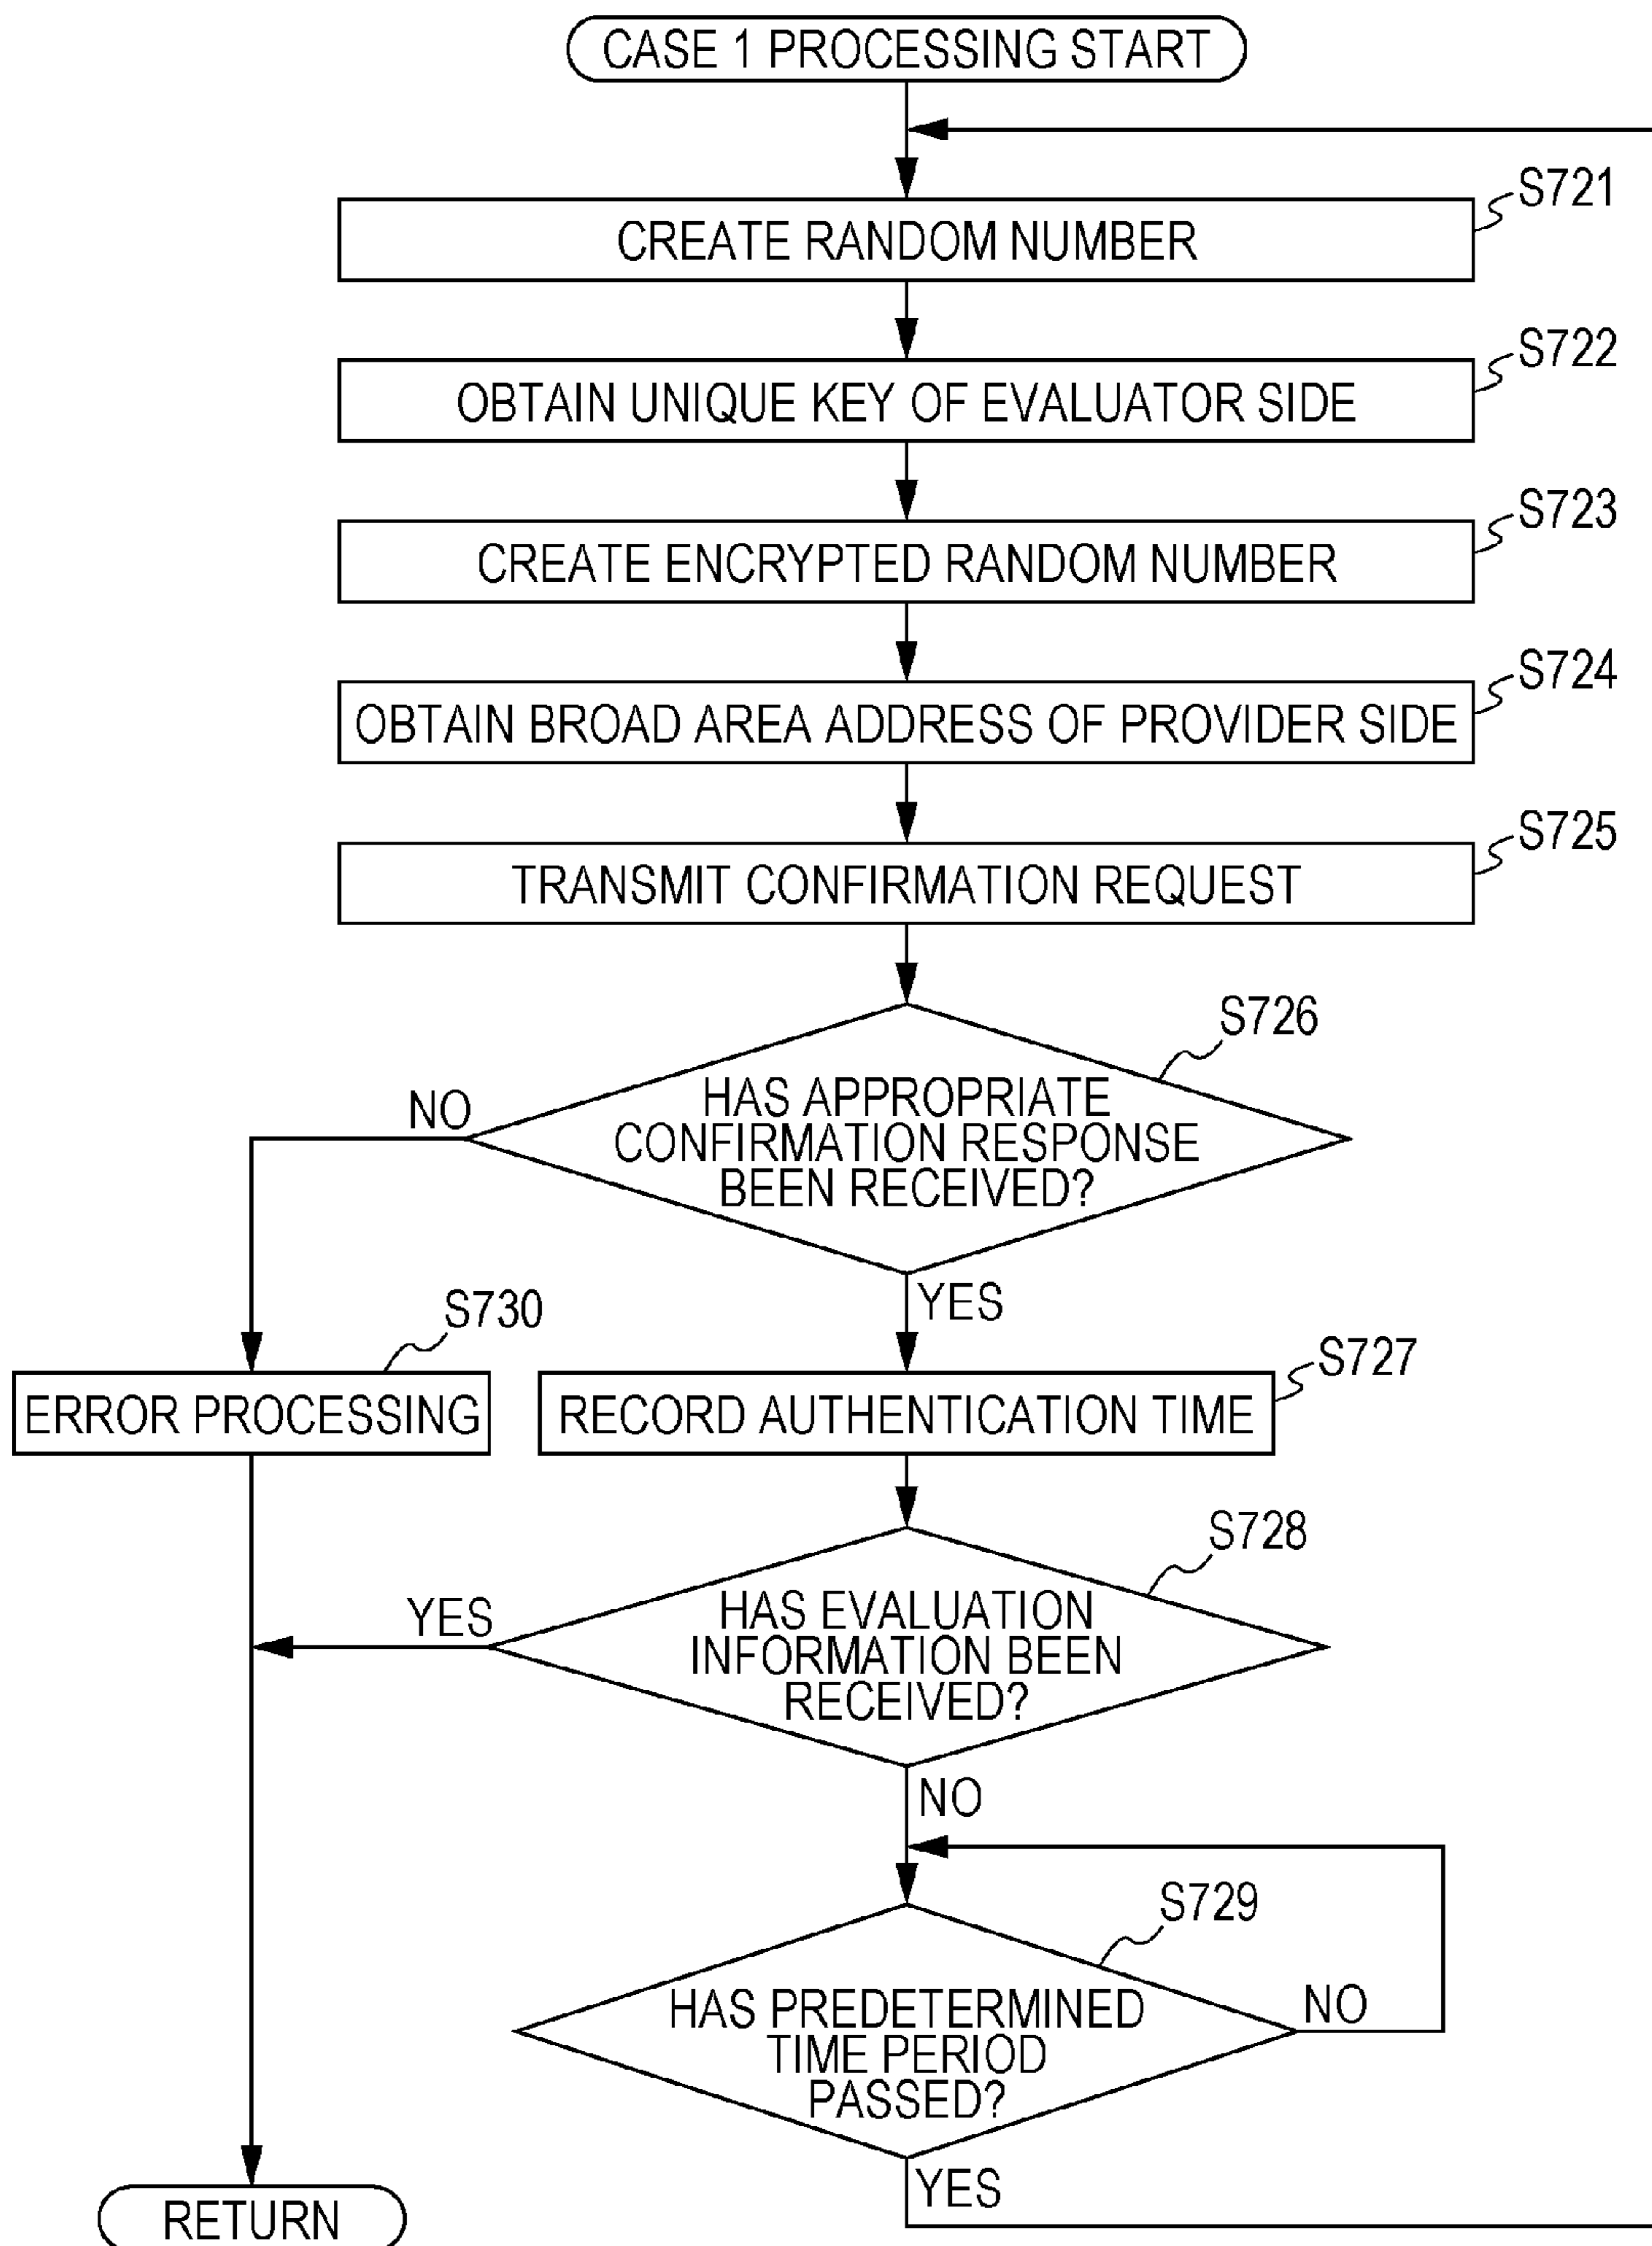 CASE 1 PROCESSING START
S721
CREATE RANDOM NUMBER
S722
OBTAIN UNIQUE KEY OF EVALUATOR SIDE
S723
CREATE ENCRYPTED RANDOM NUMBER
S724
OBTAIN BROAD AREA ADDRESS OF PROVIDER SIDE
S725
TRANSMIT CONFIRMATION REQUEST
S726
HAS APPROPRIATE
CONFIRMATION RESPONSE
BEEN RECEIVED?
NO
YES
S730
ERROR PROCESSING
S727
RECORD AUTHENTICATION TIME
S728
HAS EVALUATION
INFORMATION BEEN
RECEIVED?
YES
NO
S729
HAS PREDETERMINED
TIME PERIOD
PASSED?
NO
YES
RETURN